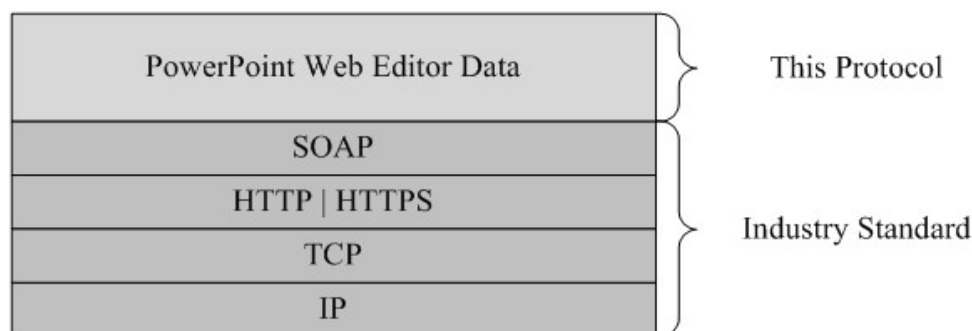 PowerPoint Web Editor Data
This Protocol
SOAP
HTTP | HTTPS
TCP
IP
Industry Standard